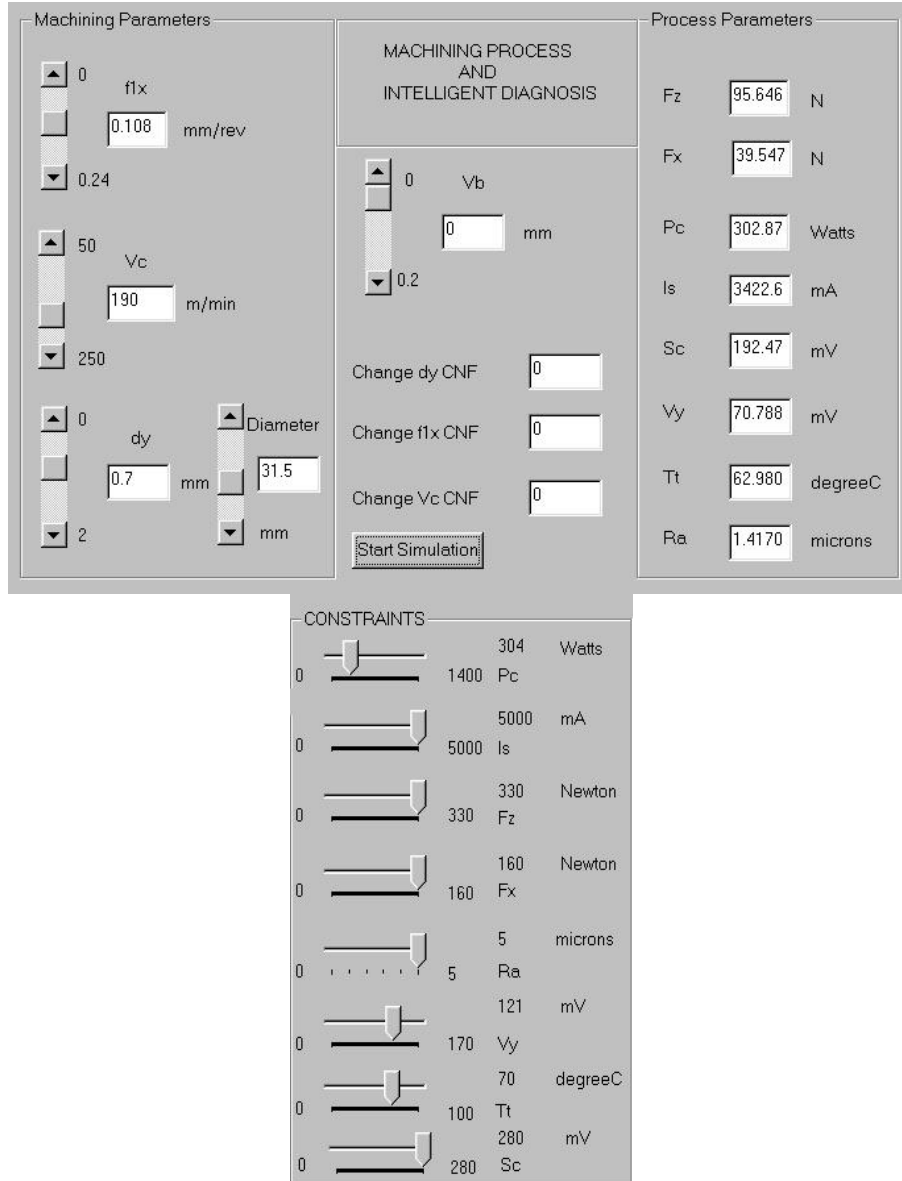 Machining Parameters
0
f1x
0.108 mm/rev
0.24
50
Vc
190 m/min
250
0
dy
0.7 mm
2
Diameter
31.5
mm
MACHINING PROCESS
AND
INTELLIGENT DIAGNOSIS
0 Vb
0 mm
0.2
Change dy CNF 0
Change f1x CNF 0
Change Vc CNF 0
Start Simulation
Process Parameters
Fz 95.646 N
Fx 39.547 N
Pc 302.87 Watts
Is 3422.6 mA
Sc 192.47 mV
Vy 70.788 mV
Tt 62.980 degreeC
Ra 1.4170 microns
CONSTRAINTS
304 Watts
0 1400 Pc
5000 mA
0 5000 Is
330 Newton
0 330 Fz
160 Newton
0 160 Fx
5 microns
0 5 Ra
121 mV
0 170 Vy
70 degreeC
0 100 Tt
280 mV
0 280 Sc